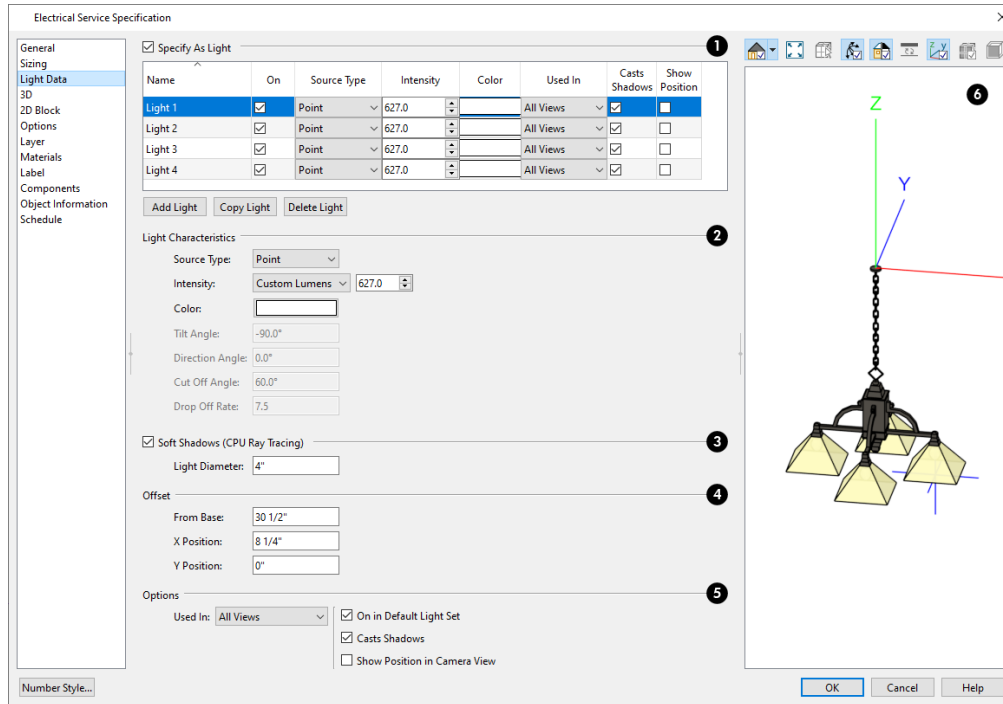 Electrical Service Specification
General
Sizing
Light Data
3D
2D Block
Options
Layer
Materials
Label
Components
Object Information
Schedule
Specify As Light 1
Name On Source Type Intensity Color Used In Casts Shadows Show Position
Light 1 Point 627.0 All Views
Light 2 Point 627.0 All Views
Light 3 Point 627.0 All Views
Light 4 Point 627.0 All Views
Add Light Copy Light Delete Light
Light Characteristics 2
Source Type: Point
Intensity: Custom Lumens 627.0
Color:
Tilt Angle: -90.0°
Direction Angle: 0.0°
Cut Off Angle: 60.0°
Drop Off Rate: 7.5
Soft Shadows (CPU Ray Tracing) 3
Light Diameter: 4"
Offset 4
From Base: 30 1/2"
X Position: 8 1/4"
Y Position: 0"
Options 5
Used In: All Views
On in Default Light Set
Casts Shadows
Show Position in Camera View
6
Z
Y
Number Style...
OK Cancel Help